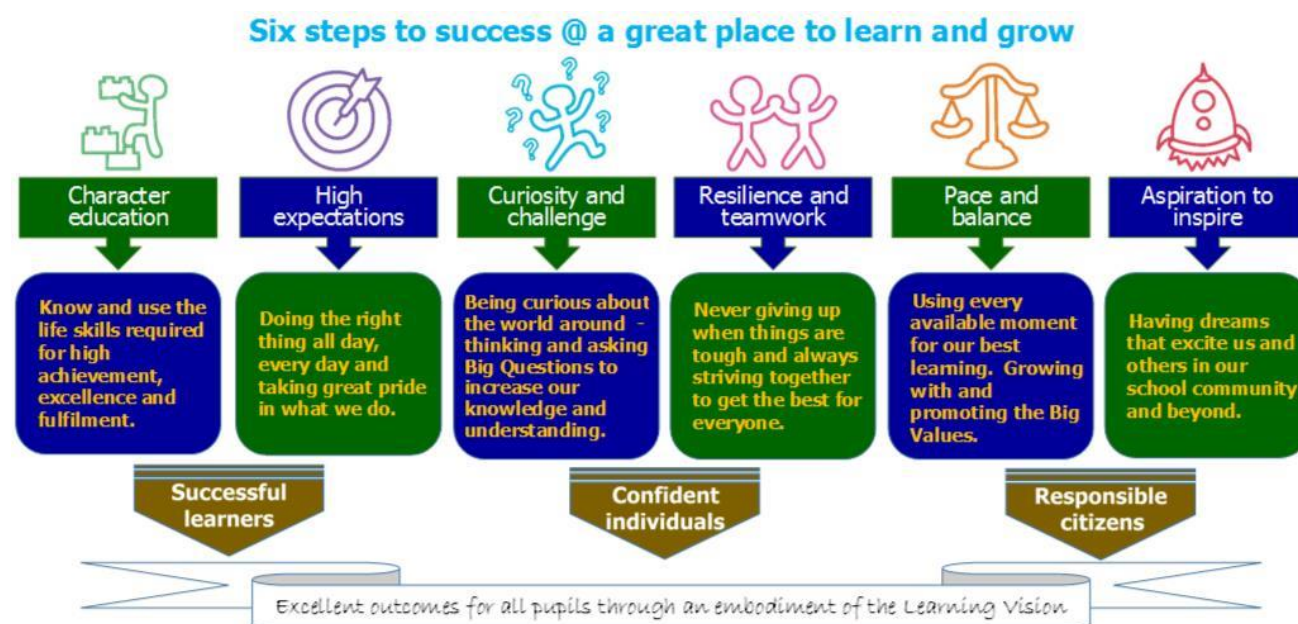 Six steps to success @ a great place to learn and grow
Character
education
High
expectations
Curiosity and
challenge
Resilience and
teamwork
Pace and
balance
Aspiration to
inspire
Know and use the
life skills required
for high
achievement,
excellence and
fulfilment.
Doing the right
thing all day,
every day and
taking great pride
in what we do.
Being curious about
the world around -
thinking and asking
Big Questions to
increase our
knowledge and
understanding.
Never giving up
when things are
tough and always
striving together
to get the best for
everyone.
Using every
available moment
for our best
learning. Growing
with and
promoting the Big
Values.
Having dreams
that excite us and
others in our
school community
and beyond.
Successful
learners
Confident
individuals
Responsible
citizens
Excellent outcomes for all pupils through an embodiment of the Learning Vision